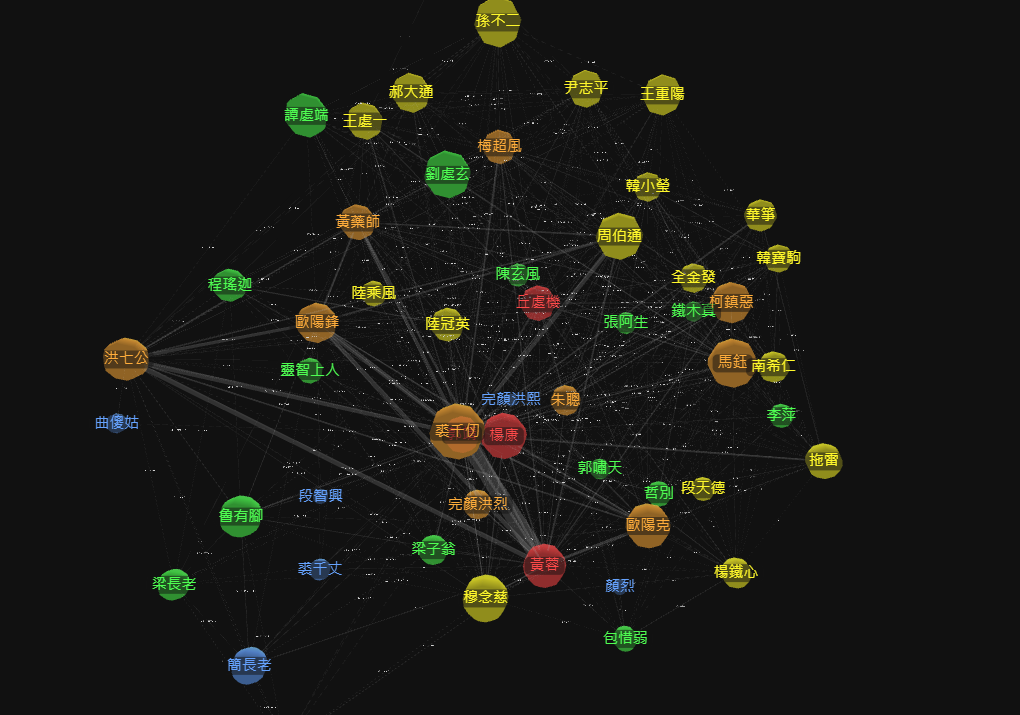 孫不二
郝大通
尹志平
王重陽
譚處端
王處一
梅超風
劉處玄
韓小瑩
華箏
黃藥師
周伯通
韓寶駒
陳玄風
全金發
程瑤迦
陸乘風
丘處機
柯鎮惡
鐵木真
歐陽鋒
陸冠英
張阿生
洪七公
馬鈺
南希仁
靈智上人
完顏洪熙
朱聰
曲傻姑
李萍
裘千仞
楊康
拖雷
郭嘯天
段智興
哲別
段天德
完顏洪烈
魯有腳
歐陽克
梁子翁
裘千丈
黃蓉
楊鐵心
梁長老
顏烈
穆念慈
包惜弱
簡長老